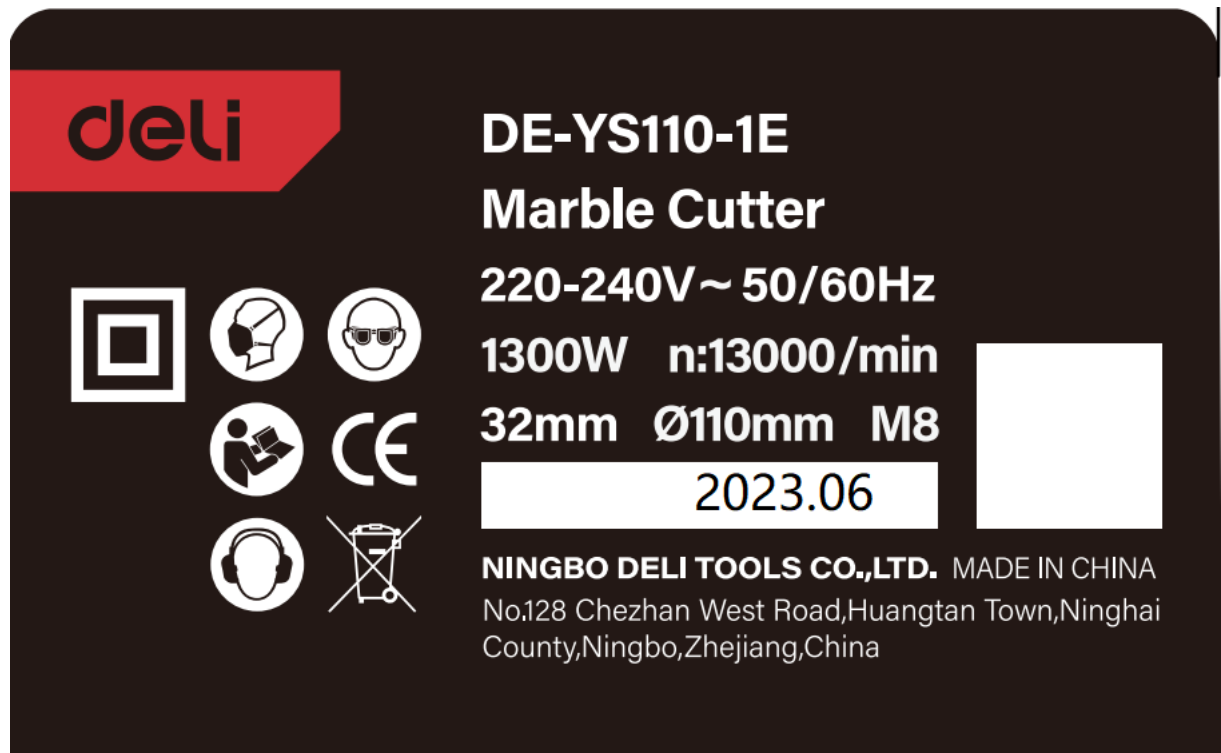 deli
DE-YS110-1E
Marble Cutter
220-240V~50/60Hz
1300W n:13000/min
32mm Ø110mm M8
2023.06
NINGBO DELI TOOLS CO.,LTD. MADE IN CHINA
No.128 Chezhan West Road,Huangtan Town,Ninghai
County,Ningbo,Zhejiang,China
CE